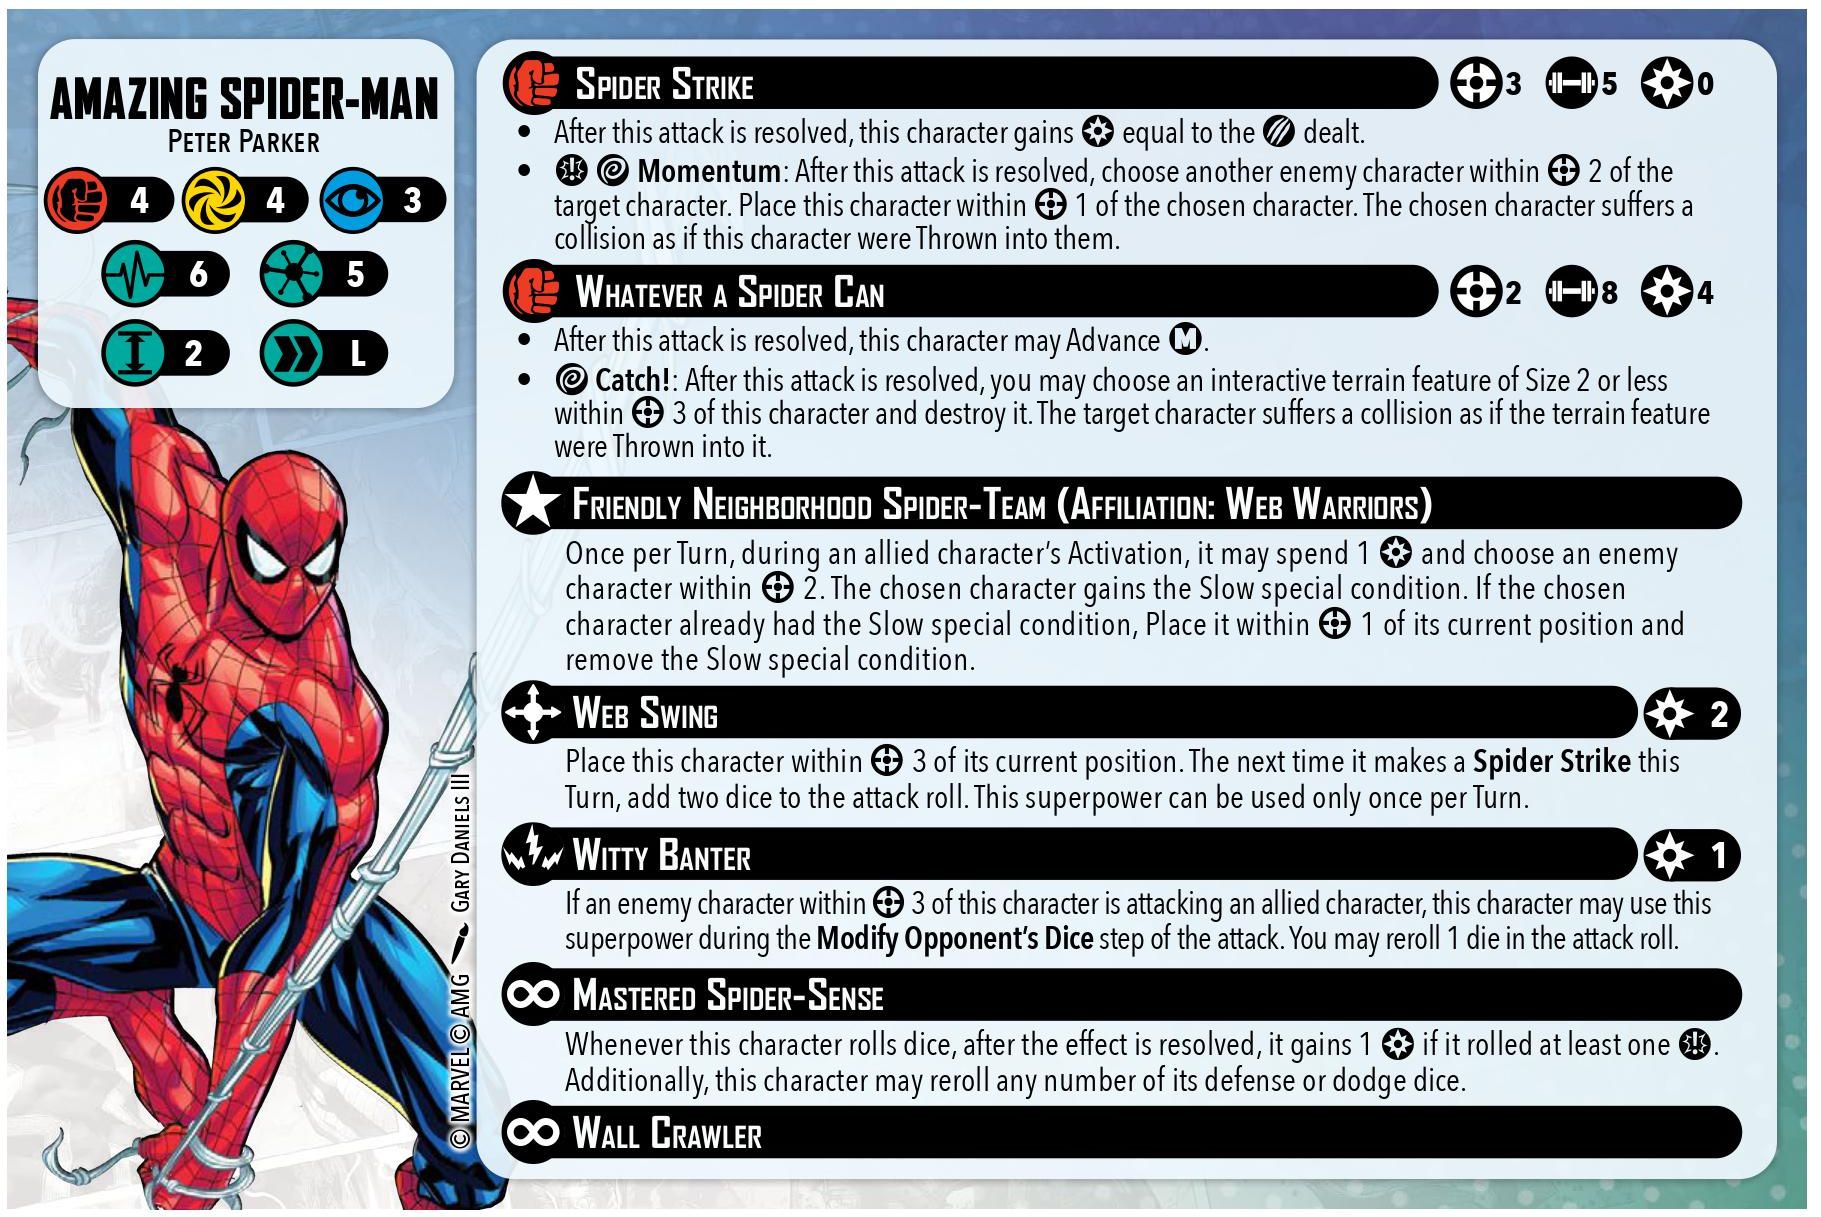 AMAZING SPIDER-MAN
PETER PARKER
4 4 3
6 5
2 L
SPIDER STRIKE 3 5 0
• After this attack is resolved, this character gains equal to the dealt.
• Momentum: After this attack is resolved, choose another enemy character within 2 of the
target character. Place this character within 1 of the chosen character. The chosen character suffers a
collision as if this character were Thrown into them.
WHATEVER A SPIDER CAN 2 8 4
• After this attack is resolved, this character may Advance M.
• Catch!: After this attack is resolved, you may choose an interactive terrain feature of Size 2 or less
within 3 of this character and destroy it. The target character suffers a collision as if the terrain feature
were Thrown into it.
FRIENDLY NEIGHBORHOOD SPIDER-TEAM (AFFILIATION: WEB WARRIORS)
Once per Turn, during an allied character's Activation, it may spend 1 and choose an enemy
character within 2. The chosen character gains the Slow special condition. If the chosen
character already had the Slow special condition, Place it within 1 of its current position and
remove the Slow special condition.
WEB SWING 2
Place this character within 3 of its current position. The next time it makes a Spider Strike this
Turn, add two dice to the attack roll. This superpower can be used only once per Turn.
WITTY BANTER 1
If an enemy character within 3 of this character is attacking an allied character, this character may use this
superpower during the Modify Opponent's Dice step of the attack. You may reroll 1 die in the attack roll.
MASTERED SPIDER-SENSE
Whenever this character rolls dice, after the effect is resolved, it gains 1 if it rolled at least one .
Additionally, this character may reroll any number of its defense or dodge dice.
WALL CRAWLER
© MARVEL © AMG GARY DANIELS III